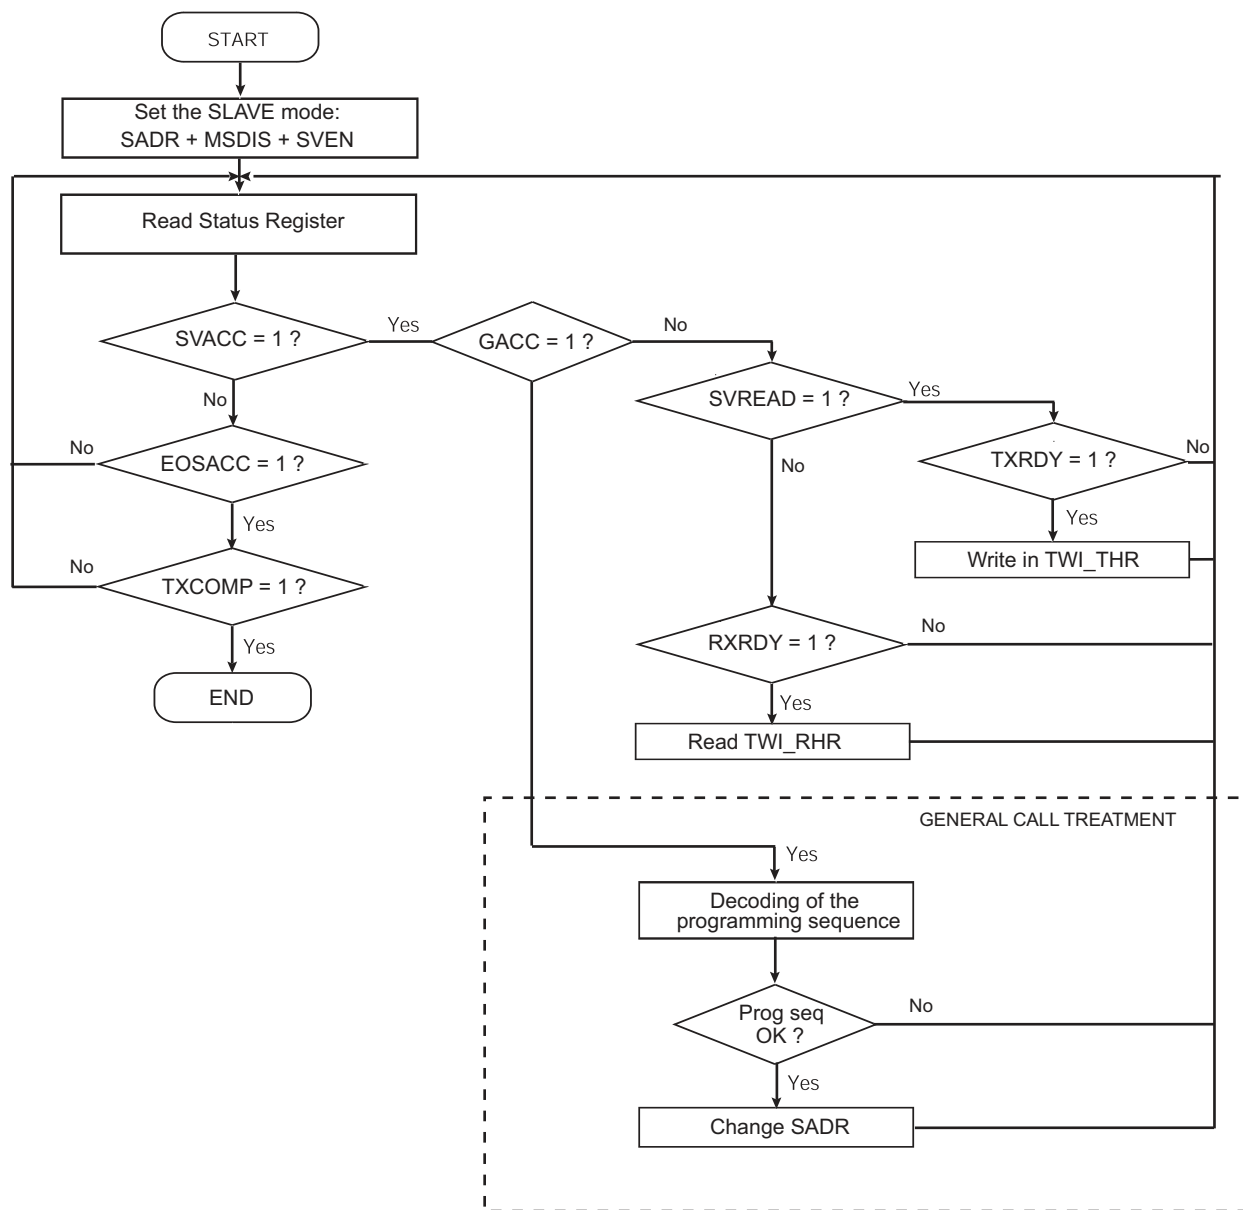 START
Set the SLAVE mode:
SADR + MSDIS + SVEN
Read Status Register
SVACC = 1 ?
Yes
GACC = 1 ?
No
SVREAD = 1 ?
Yes
No
EOSACC = 1 ?
No
TXRDY = 1 ?
No
No
Yes
Yes
Write in TWI_THR
No
TXCOMP = 1 ?
Yes
RXRDY = 1 ?
No
END
Yes
Read TWI_RHR
GENERAL CALL TREATMENT
Yes
Decoding of the
programming sequence
Prog seq
OK ?
No
Yes
Change SADR